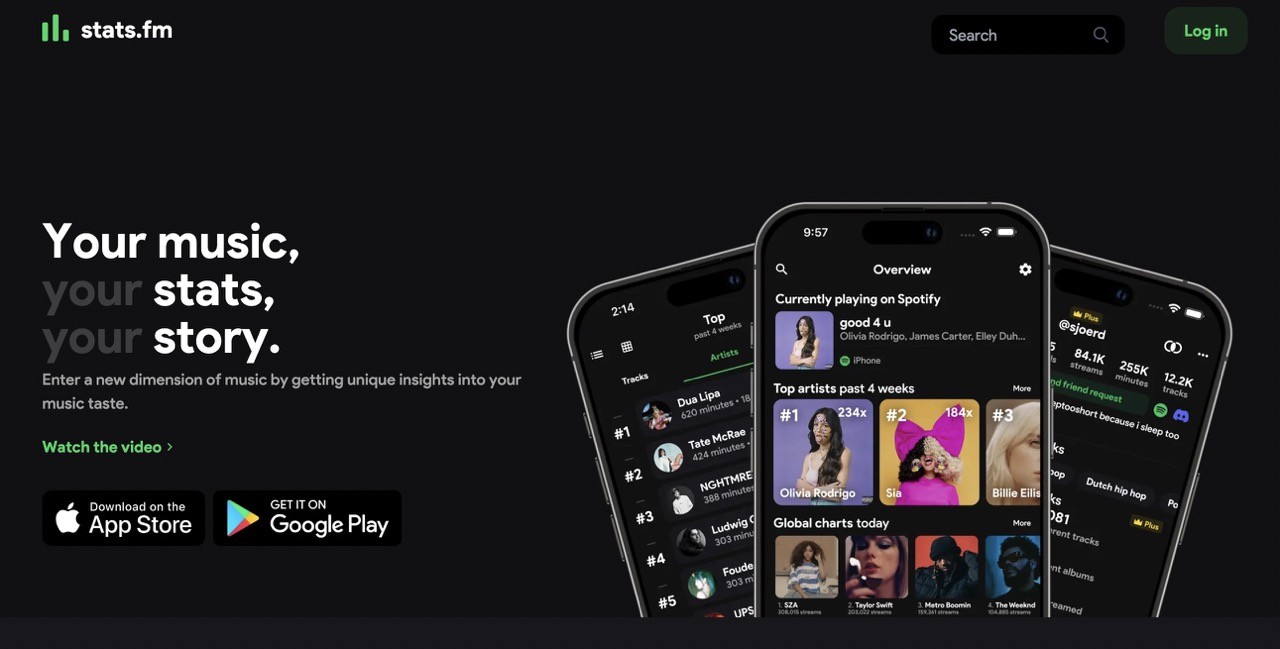 stats.fm
Search
Log in
Your music,
your stats,
your story.
Enter a new dimension of music by getting unique insights into your
music taste.
Watch the video
Download on the
App Store
GET IT ON
Google Play
2:14
Top
past 4 weeks
Tracks
Artists
#1
Dua Lipa
620 minutes • 18
#2
Tate McRae
424 minutes •
#3
NGHTMRE
388 minutes
#4
Ludwig
303 minu
#5
Foude
303 m
UPS
9:57
Overview
Currently playing on Spotify
good 4 u
Olivia Rodrigo, James Carter, Elley Duh...
iPhone
Top artists past 4 weeks
More
#1 234x
Olivia Rodrigo
#2 184x
Sia
#3
Billie Eilis
Global charts today
More
1. SZA
308,015 streams
2. Taylor Swift
203,022 streams
3. Metro Boomin
159,361 streams
4. The Weeknd
104,885 streams
Plus
@sjoerd
84.1K
streams
255K
minutes
12.2K
tracks
nd friend request
eptooshort because i sleep too
ks
pop
Dutch hip hop
Po
ks
081
Plus
erent tracks
ent albums
reamed